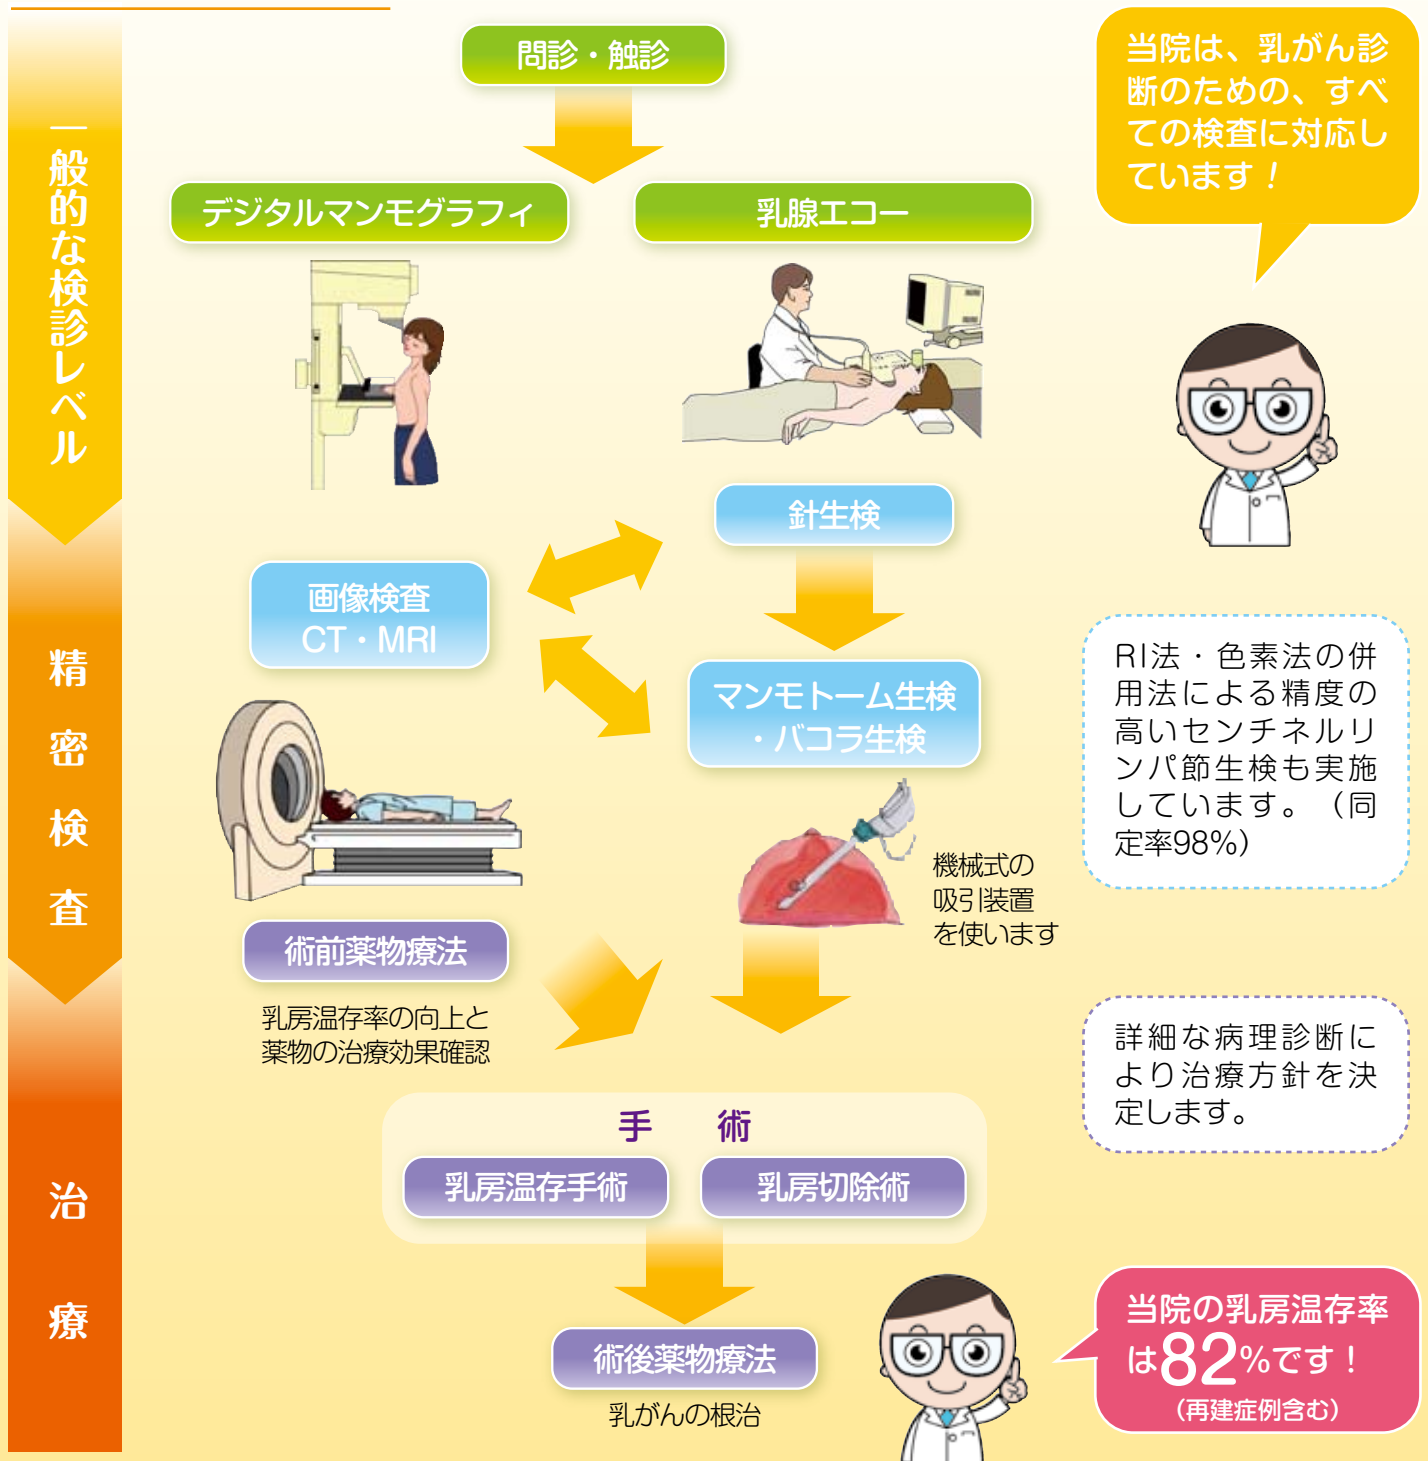 一般的な検診レベル
精密検査
治療
問診・触診
デジタルマンモグラフィ
乳腺エコー
当院は、乳がん診
断のための、すべ
ての検査に対応し
ています！
針生検
画像検査
CT・MRI
マンモトーム生検
・バコラ生検
機械式の
吸引装置
を使います
RI法・色素法の併
用法による精度の
高いセンチネルリ
ンパ節生検も実施
しています。（同
定率98%）
術前薬物療法
乳房温存率の向上と
薬物の治療効果確認
詳細な病理診断に
より治療方針を決
定します。
手　術
乳房温存手術
乳房切除術
術後薬物療法
乳がんの根治
当院の乳房温存率
は82%です！
（再建症例含む）